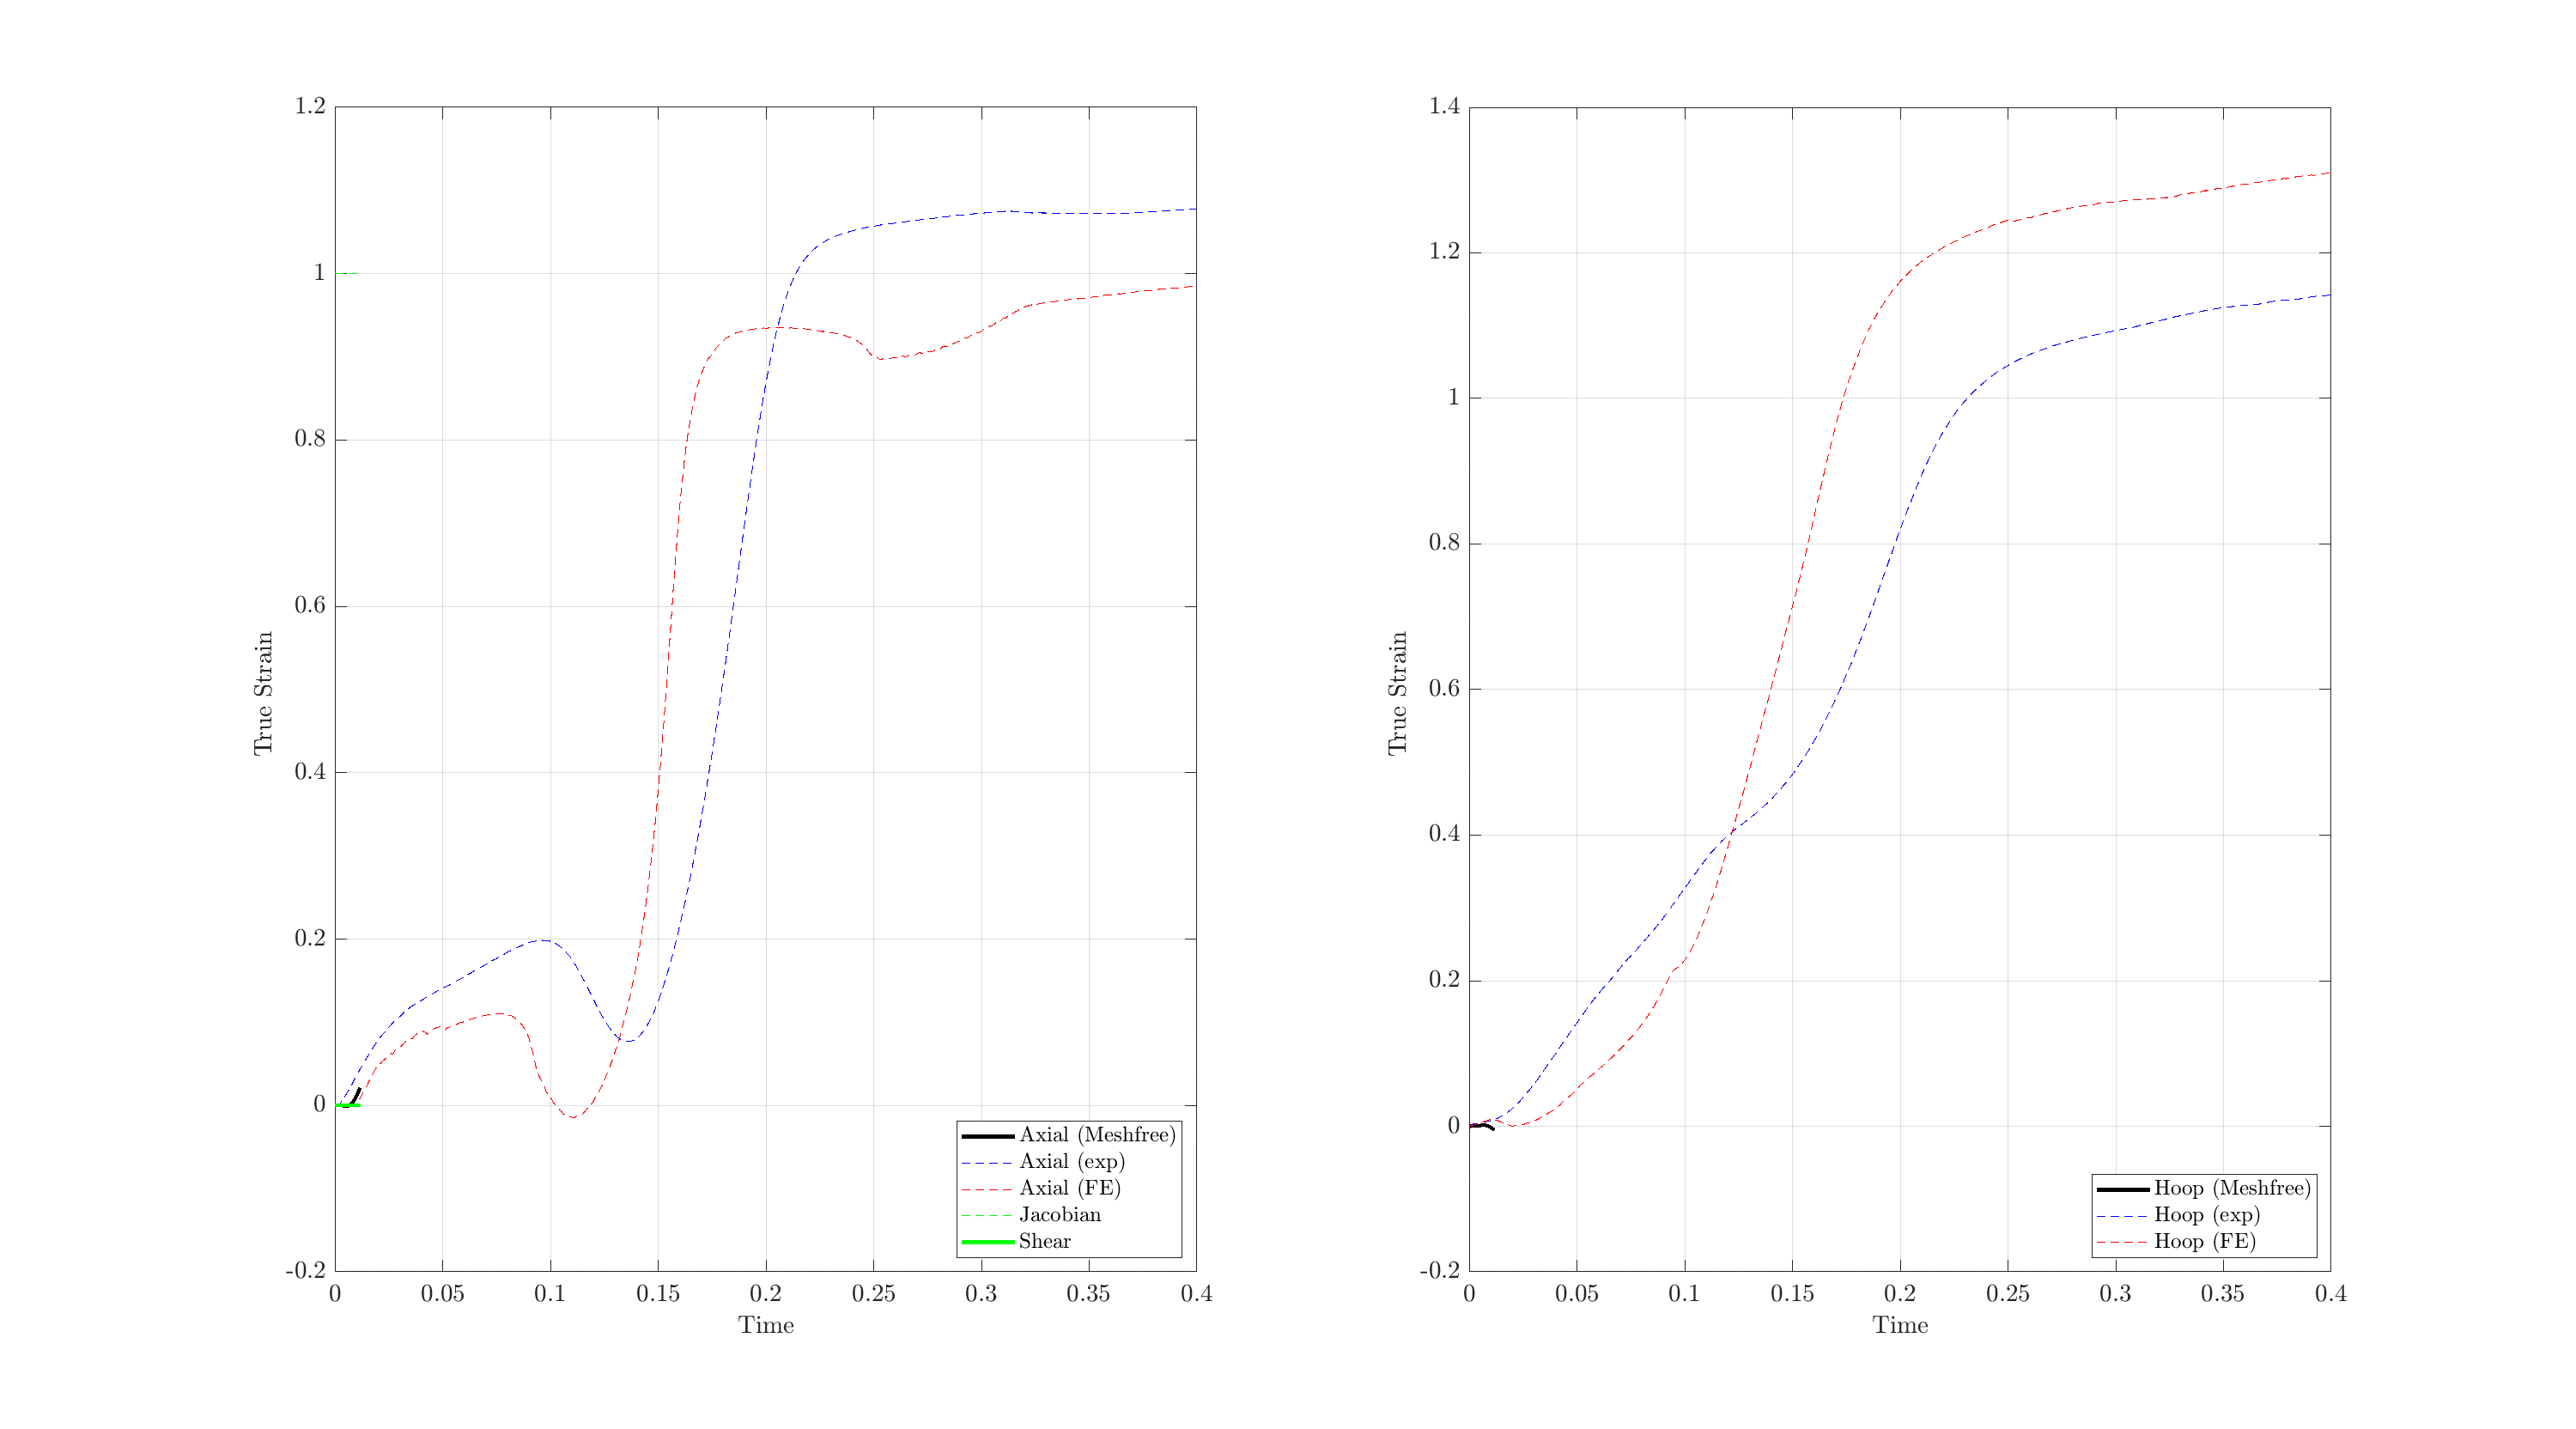 1.2
1
0.8
0.6
0.4
0.2
0
-0.2
True Strain
0 0.05 0.1 0.15 0.2 0.25 0.3 0.35 0.4
Time
Axial (Meshfree)
Axial (exp)
Axial (FE)
Jacobian
Shear
1.4
1.2
1
0.8
0.6
0.4
0.2
0
-0.2
True Strain
0 0.05 0.1 0.15 0.2 0.25 0.3 0.35 0.4
Time
Hoop (Meshfree)
Hoop (exp)
Hoop (FE)